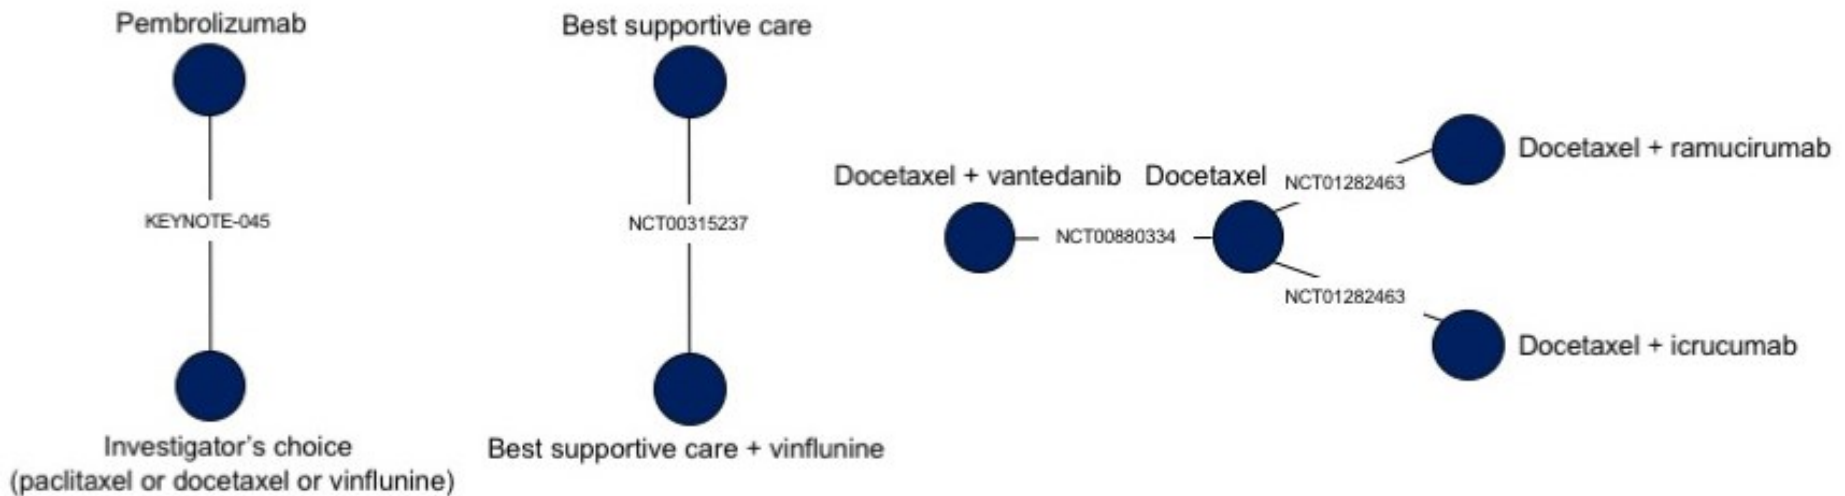 Pembrolizumab
KEYNOTE-045
Investigator's choice
(paclitaxel or docetaxel or vinflunine)
Best supportive care
NCT00315237
Best supportive care + vinflunine
Docetaxel + vantedanib
Docetaxel
NCT00880334
NCT01282463
Docetaxel + ramucirumab
NCT01282463
Docetaxel + icrucumab